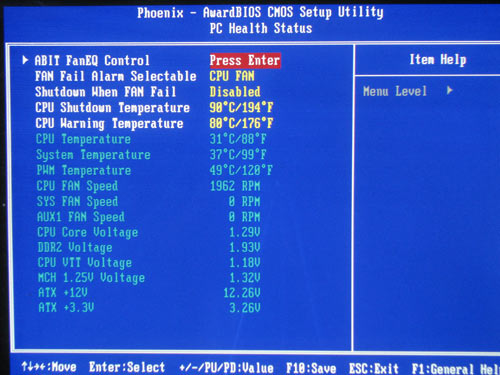 Phoenix - AwardBIOS CMOS Setup Utility
PC Health Status
ABIT FanEQ Control Press Enter
FAN Fail Alarm Selectable CPU FAN
Shutdown When FAN Fail Disabled
CPU Shutdown Temperature 90°C/194°F
CPU Warning Temperature 80°C/176°F
CPU Temperature 31°C/88°F
System Temperature 37°C/99°F
PWM Temperature 49°C/120°F
CPU FAN Speed 1962 RPM
SYS FAN Speed 0 RPM
AUX1 FAN Speed 0 RPM
CPU Core Voltage 1.29V
DDR2 Voltage 1.93V
CPU VTT Voltage 1.18V
MCH 1.25V Voltage 1.32V
ATX +12V 12.26V
ATX +3.3V 3.26V
Item Help
Menu Level ▶
↑↓→←:Move Enter:Select +/-/PU/PD:Value F10:Save ESC:Exit F1:General Hel